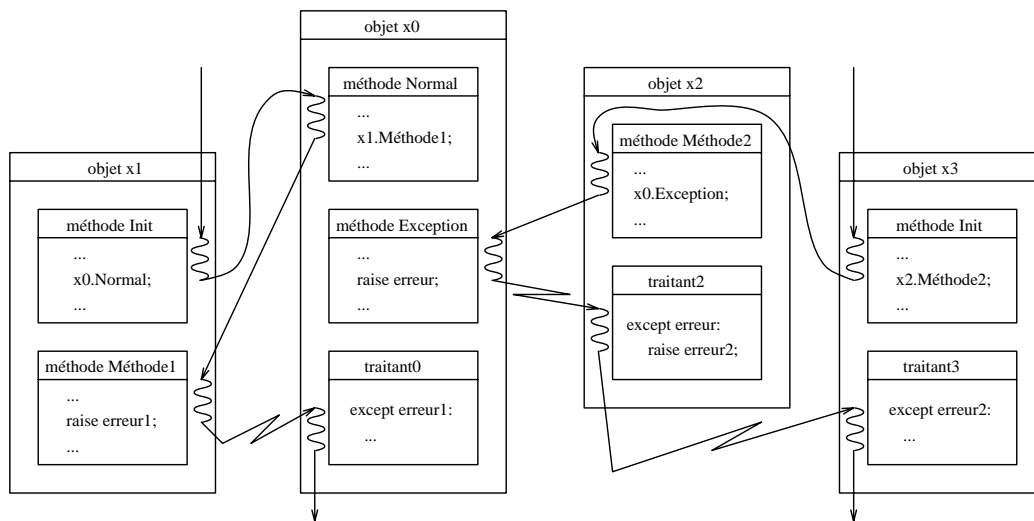 objet x1
méthode Init
...
x0.Normal;
...
méthode Méthode1
...
raise erreur1;
...
objet x0
méthode Normal
...
x1.Méthode1;
...
méthode Exception
...
raise erreur;
...
traitant0
except erreur1:
...
objet x2
méthode Méthode2
...
x0.Exception;
...
traitant2
except erreur:
raise erreur2;
objet x3
méthode Init
...
x2.Méthode2;
...
traitant3
except erreur2:
...